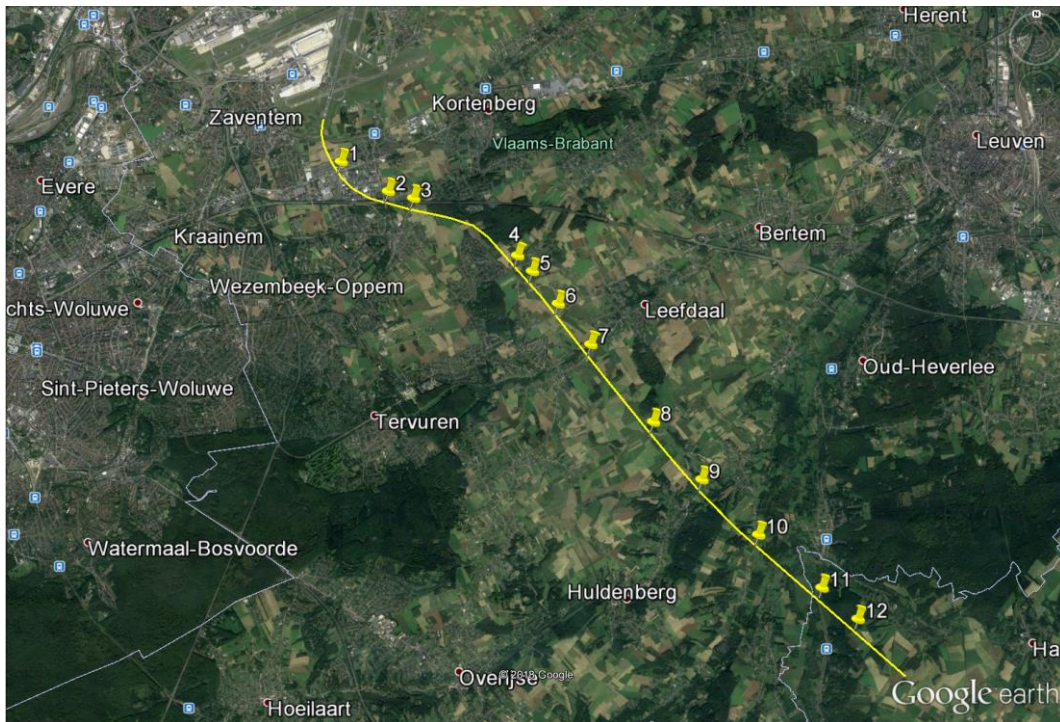 Herent
N
Kortenberg
Zaventem
Vlaams-Brabant
Leuven
1
2
3
Evere
Bertem
Kraainem
4
5
Wezembeek-Oppem
6
chts-Woluwe
Leefdaal
7
Oud-Heverlee
Sint-Pieters-Woluwe
8
Tervuren
9
10
Watermaal-Bosvoorde
11
Huldenberg
12
Ha
Overijse
Google earth
Hoeilaart